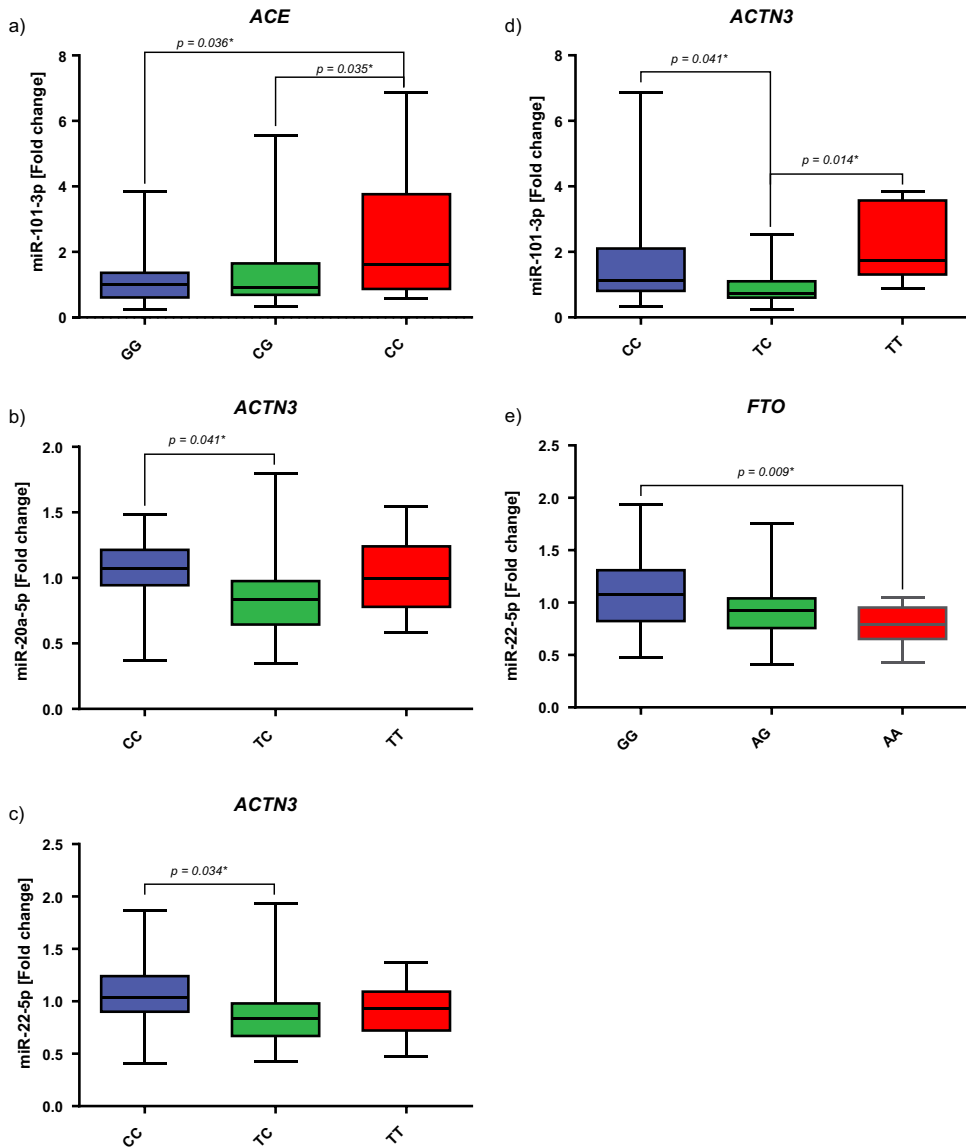 a)
ACE
p = 0.036*
p = 0.035*
miR-101-3p [Fold change]
8
6
4
2
0
GG
CG
CC
d)
ACTN3
p = 0.041*
p = 0.014*
miR-101-3p [Fold change]
8
6
4
2
0
CC
TC
TT
b)
ACTN3
p = 0.041*
miR-20a-5p [Fold change]
2.0
1.5
1.0
0.5
0.0
CC
TC
TT
e)
FTO
p = 0.009*
miR-22-5p [Fold change]
2.5
2.0
1.5
1.0
0.5
0.0
GG
AG
AA
c)
ACTN3
p = 0.034*
miR-22-5p [Fold change]
2.5
2.0
1.5
1.0
0.5
0.0
CC
TC
TT